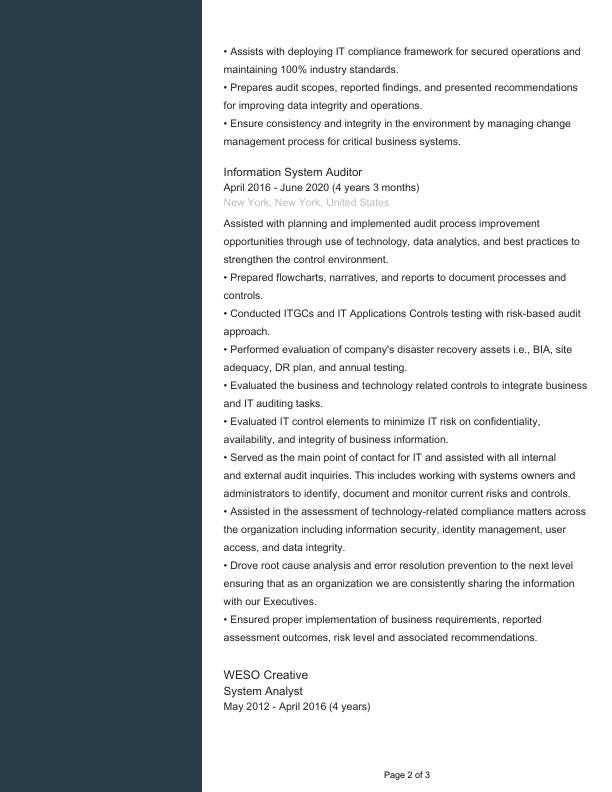 • Assists with deploying IT compliance framework for secured operations and
maintaining 100% industry standards.
• Prepares audit scopes, reported findings, and presented recommendations
for improving data integrity and operations.
• Ensure consistency and integrity in the environment by managing change
management process for critical business systems.
Information System Auditor
April 2016 - June 2020 (4 years 3 months)
New York, New York, United States
Assisted with planning and implemented audit process improvement
opportunities through use of technology, data analytics, and best practices to
strengthen the control environment.
• Prepared flowcharts, narratives, and reports to document processes and
controls.
• Conducted ITGCs and IT Applications Controls testing with risk-based audit
approach.
• Performed evaluation of company's disaster recovery assets i.e., BIA, site
adequacy, DR plan, and annual testing.
• Evaluated the business and technology related controls to integrate business
and IT auditing tasks.
• Evaluated IT control elements to minimize IT risk on confidentiality,
availability, and integrity of business information.
• Served as the main point of contact for IT and assisted with all internal
and external audit inquiries. This includes working with systems owners and
administrators to identify, document and monitor current risks and controls.
• Assisted in the assessment of technology-related compliance matters across
the organization including information security, identity management, user
access, and data integrity.
• Drove root cause analysis and error resolution prevention to the next level
ensuring that as an organization we are consistently sharing the information
with our Executives.
• Ensured proper implementation of business requirements, reported
assessment outcomes, risk level and associated recommendations.
WESO Creative
System Analyst
May 2012 - April 2016 (4 years)
Page 2 of 3